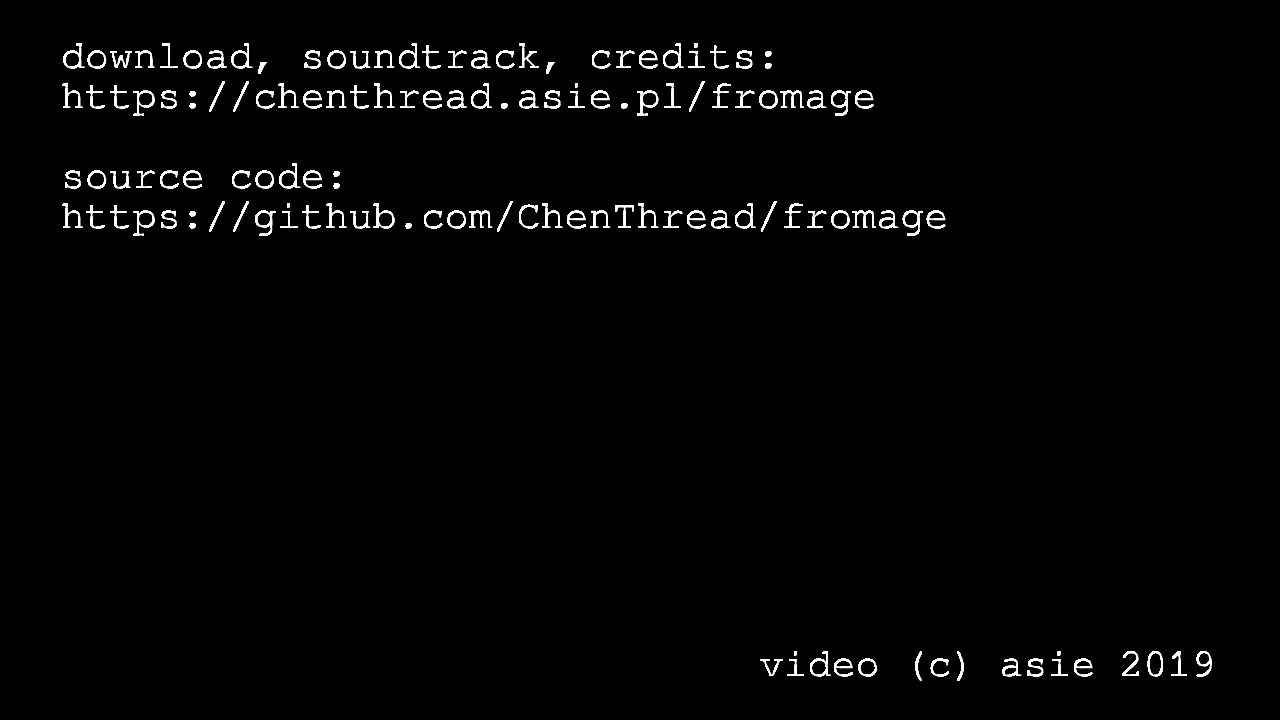 download, soundtrack, credits:
https://chenthread.asie.pl/fromage
source code:
https://github.com/ChenThread/fromage
video (c) asie 2019